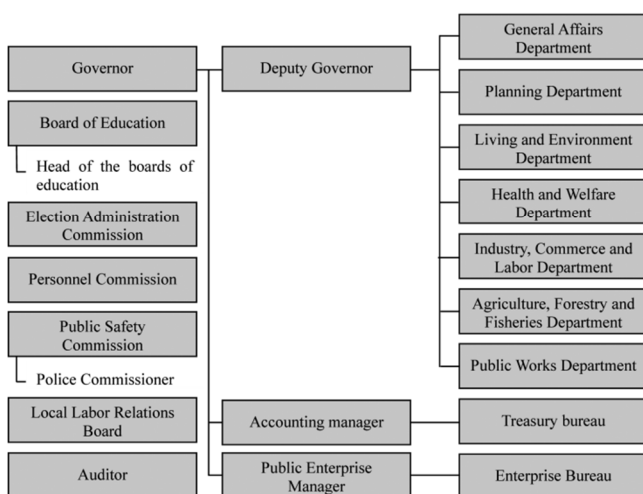 Governor
Board of Education
Head of the boards of
education
Election Administration
Commission
Personnel Commission
Public Safety
Commission
Police Commissioner
Local Labor Relations
Board
Auditor
Deputy Governor
Accounting manager
Public Enterprise
Manager
General Affairs
Department
Planning Department
Living and Environment
Department
Health and Welfare
Department
Industry, Commerce and
Labor Department
Agriculture, Forestry and
Fisheries Department
Public Works Department
Treasury bureau
Enterprise Bureau